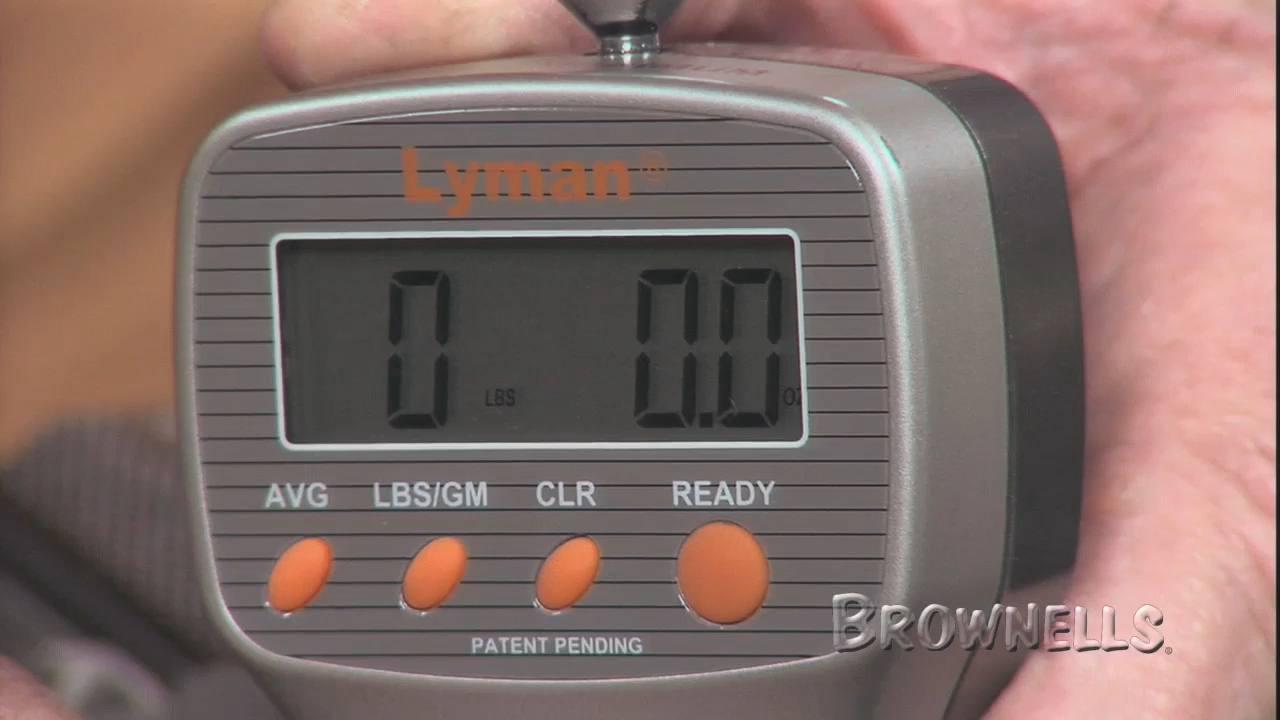 Lyman®
0 LBS 0.0 OZ
AVG LBS/GM CLR READY
PATENT PENDING
BROWNELLS®